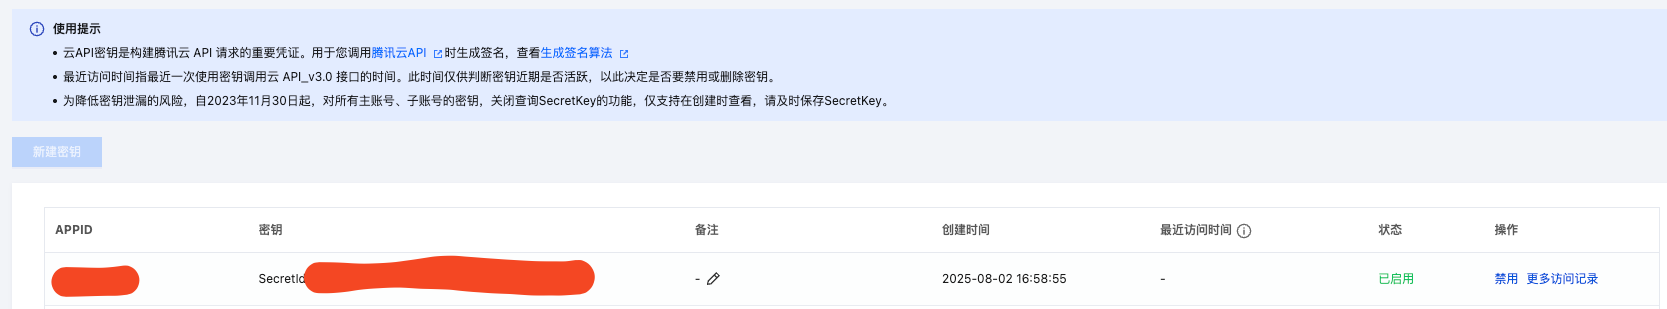 使用提示
• 云API密钥是构建腾讯云 API 请求的重要凭证。用于您调用腾讯云API 时生成签名，查看生成签名算法
• 最近访问时间指最近一次使用密钥调用云 API_v3.0 接口的时间。此时间仅供判断密钥近期是否活跃，以此决定是否要禁用或删除密钥。
• 为降低密钥泄漏的风险，自2023年11月30日起，对所有主账号、子账号的密钥，关闭查询SecretKey的功能，仅支持在创建时查看，请及时保存SecretKey。
新建密钥
APPID 密钥 备注 创建时间 最近访问时间 状态 操作
SecretId - 2025-08-02 16:58:55 - 已启用 禁用 更多访问记录